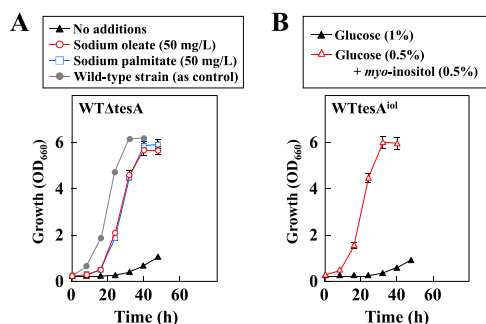 A
No additions
Sodium oleate (50 mg/L)
Sodium palmitate (50 mg/L)
Wild-type strain (as control)
WTΔtesA
Growth (OD660)
6
4
2
0
0 20 40 60
Time (h)
B
Glucose (1%)
Glucose (0.5%)
+ myo-inositol (0.5%)
WTtesAiol
Growth (OD660)
6
4
2
0
0 20 40 60
Time (h)